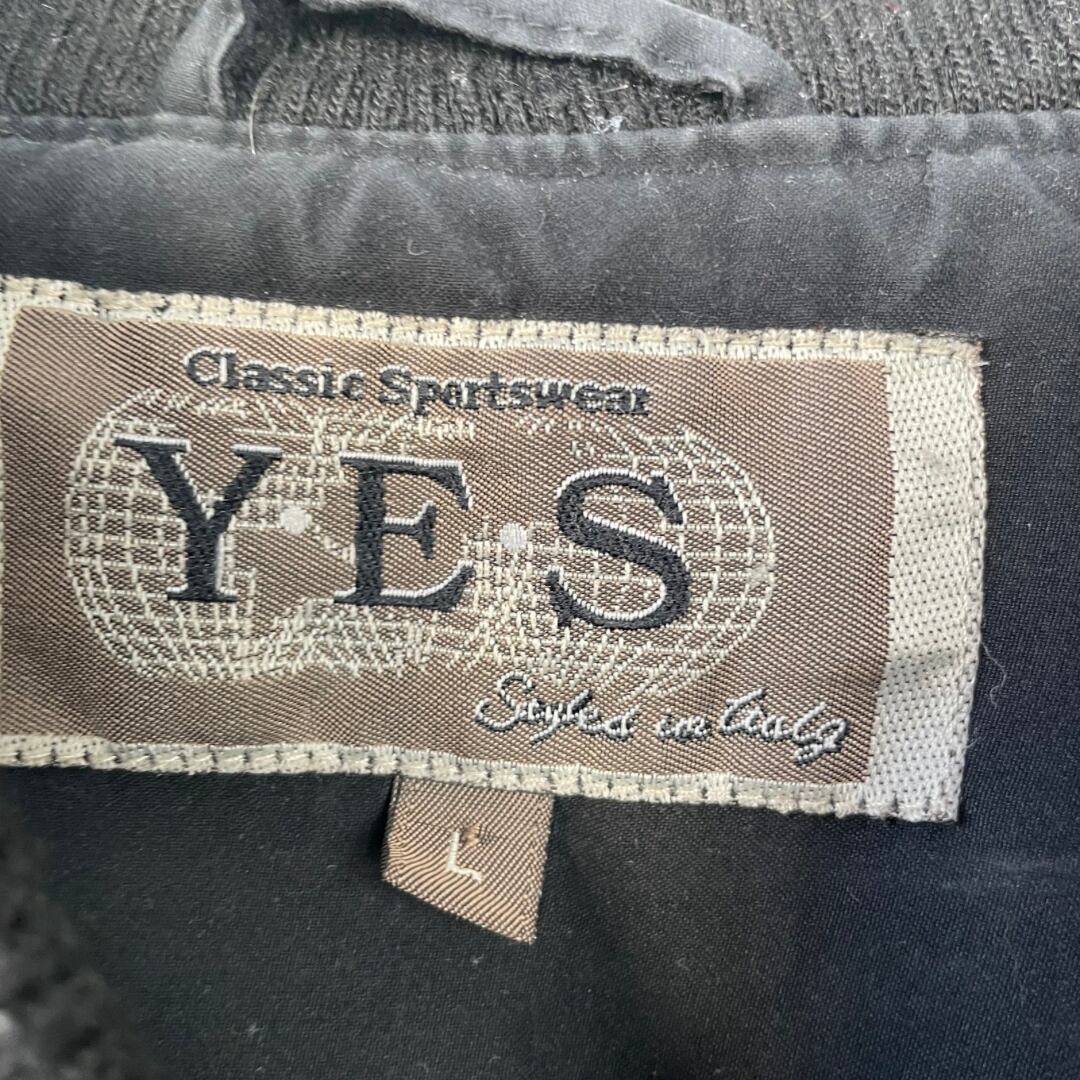 Classic Sportswear
Y·E·S
Styled in Italy
L